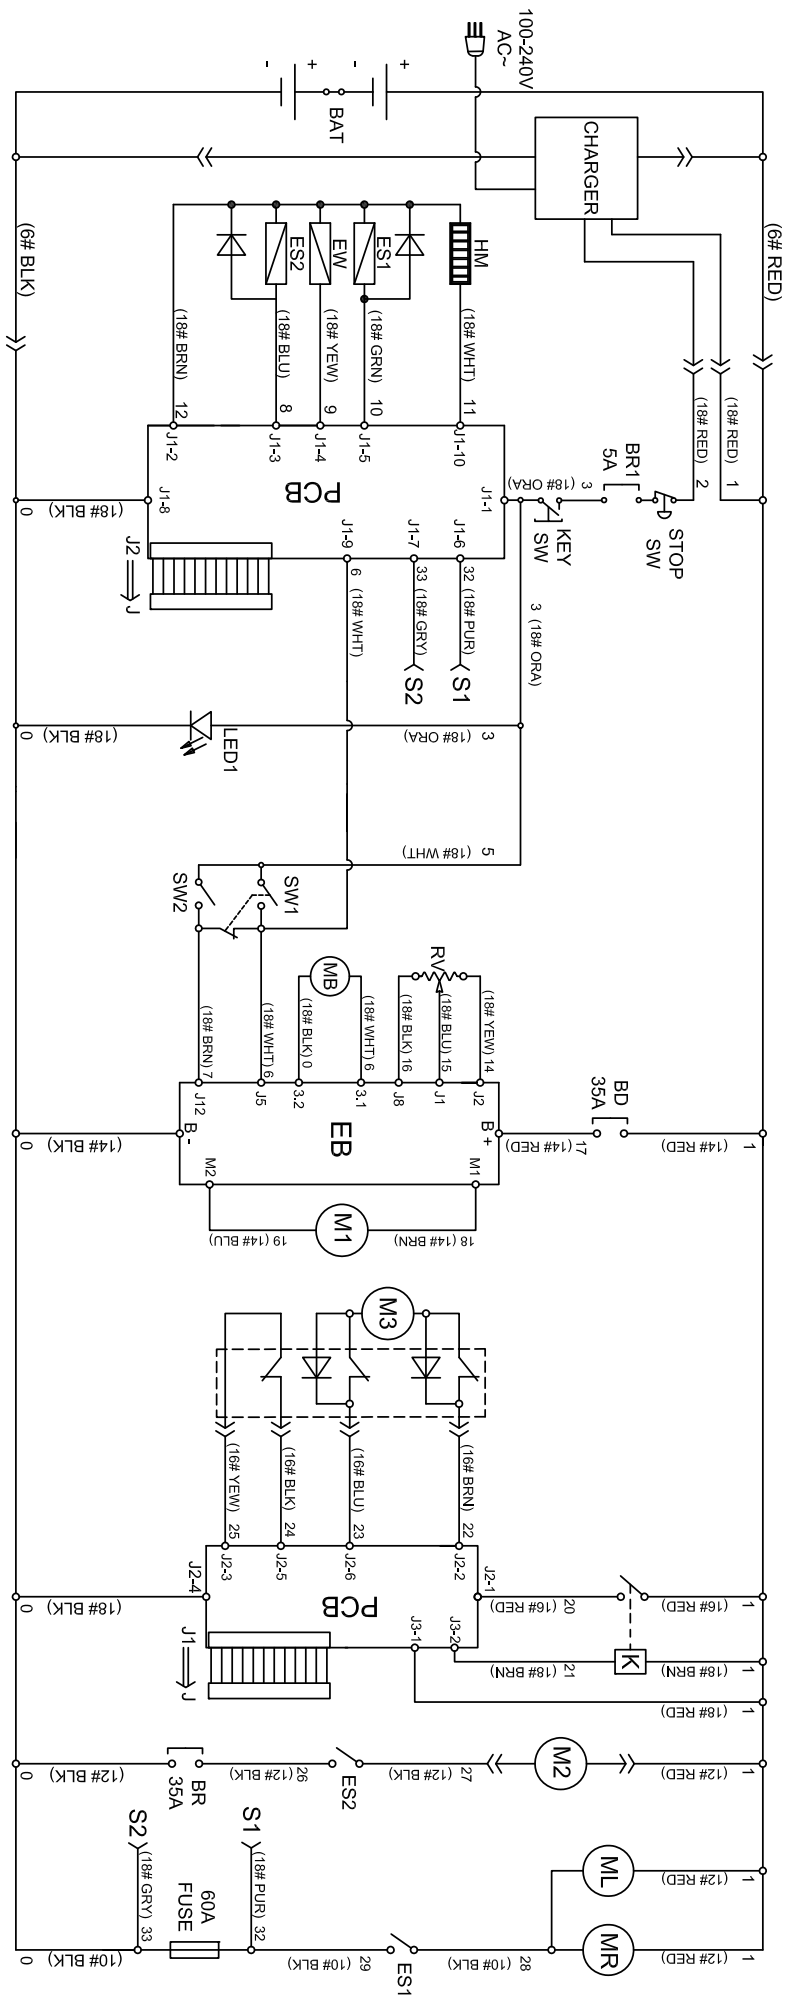 100-240V
AC~
-
+
-
+
BAT
CHARGER
(6# BLK)
(6# RED)
HM
ES1
EW
ES2
(18# BRN)
12
(18# BLU)
8
(18# YEW)
9
(18# GRN)
10
(18# WHT)
11
(18# RED)
2
(18# RED)
1
J1-2
J1-3
J1-4
J1-5
J1-10
J1-8
PCB
J1-1
J1-9
J1-7
J1-6
3 (18# ORA)
KEY
SW
BR1
5A
STOP
SW
0 (18# BLK)
J2
J
6 (18# WHT)
33 (18# GRY)
S2
32 (18# PUR)
S1
3 (18# ORA)
0 (18# BLK)
LED1
(18# ORA) 3
(18# WHT) 5
SW2
SW1
(18# BRN) 7
(18# WHT) 6
MB
(18# BLK) 0
(18# WHT) 6
RV
(18# BLK) 16
(18# BLU) 15
(18# YEW) 14
J12
J5
3.2
3.1
J8
J1
J2
B -
EB
B +
M2
M1
0 (14# BLK)
(14# RED) 17
BD
35A
(14# RED) 1
19 (14# BLU)
M1
18 (14# BRN)
M3
(16# YEW) 25
(16# BLK) 24
(16# BLU) 23
(16# BRN) 22
J2-3
J2-5
J2-6
J2-2
J2-4
PCB
J2-1
J3-1
J3-2
0 (18# BLK)
J1
J
(16# RED) 20
(16# RED) 1
(18# BRN) 21
K
(18# BRN) 1
(18# RED) 1
0 (12# BLK)
BR
35A
(12# BLK) 26
ES2
(12# BLK) 27
M2
(12# RED) 1
S2
(18# GRY) 33
S1
(18# PUR) 32
60A
FUSE
ML
(12# RED) 1
0 (10# BLK)
(10# BLK) 29
ES1
(10# BLK) 28
MR
(12# RED) 1